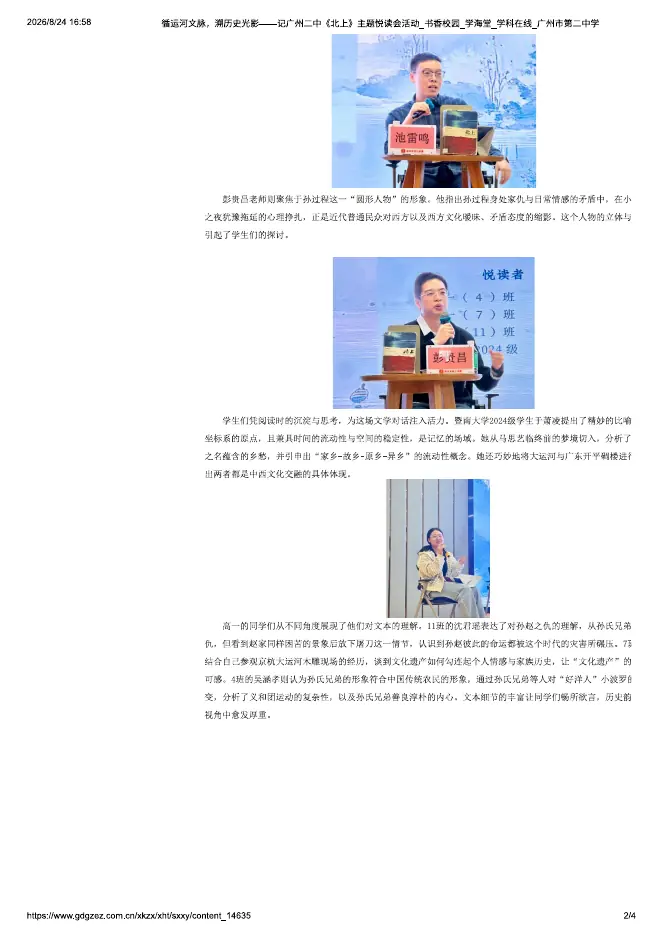 2026/8/24 16:58
循运河文脉，溯历史光影——记广州二中《北上》主题悦读会活动_书香校园_学海堂_学科在线_广州市第二中学
池雷鸣
北上
彭贵昌老师则聚焦于孙过程这一“圆形人物”的形象。他指出孙过程身处家仇与日常情感的矛盾中，在小
之夜犹豫拖延的心理挣扎，正是近代普通民众对西方以及西方文化暧昧、矛盾态度的缩影。这个人物的立体与
引起了学生们的探讨。
悦读者
（ 4 ）班
（ 7 ）班
11 ）班
2024 级
彭贵昌
学生们凭阅读时的沉淀与思考，为这场文学对话注入活力。暨南大学2024级学生于萧凌提出了精妙的比喻
坐标系的原点，且兼具时间的流动性与空间的稳定性，是记忆的场域。她从马思艺临终前的梦境切入，分析了
之名蕴含的乡愁，并引申出“家乡-故乡-原乡-异乡”的流动性概念。她还巧妙地将大运河与广东开平碉楼进行
出两者都是中西文化交融的具体体现。
高一的同学们从不同角度展现了他们对文本的理解。11班的沈君瑶表达了对孙赵之仇的理解，从孙氏兄弟
仇，但看到赵家同样困苦的景象后放下屠刀这一情节，认识到孙赵彼此的命运都被这个时代的灾害所碾压。7
结合自己参观京杭大运河木雕现场的经历，谈到文化遗产如何勾连起个人情感与家族历史，让“文化遗产”的
可感。4班的吴涵孝则认为孙氏兄弟的形象符合中国传统农民的形象，通过孙氏兄弟等人对“好洋人”小波罗的
变，分析了义和团运动的复杂性，以及孙氏兄弟善良淳朴的内心。文本细节的丰富让同学们畅所欲言，历史韵
视角中愈发厚重。
https://www.gdgzez.com.cn/xkzx/xht/sxxy/content_14635
2/4